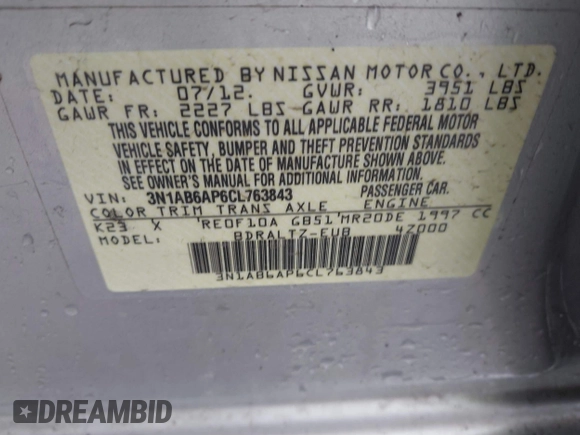 MANUFACTURED BY NISSAN MOTOR CO., LTD.
DATE: 07/12. GVWR: 3951 LBS
GAWR FR: 2227 LBS GAWR RR: 1810 LBS
THIS VEHICLE CONFORMS TO ALL APPLICABLE FEDERAL MOTOR
VEHICLE SAFETY, BUMPER AND THEFT PREVENTION STANDARDS
IN EFFECT ON THE DATE OF MANUFACTURE SHOWN ABOVE.
SEE OWNER'S MANUAL FOR ADDITIONAL INFORMATION.
VIN: 3N1AB6AP6CL763843 PASSENGER CAR.
COLOR TRIM TRANS AXLE ENGINE
K23 X RE0F10A GB51 MR20DE 1997 CC
MODEL: BDRALTZ-EUB 4Z000
3N1AB6AP6CL763843
DREAMBID